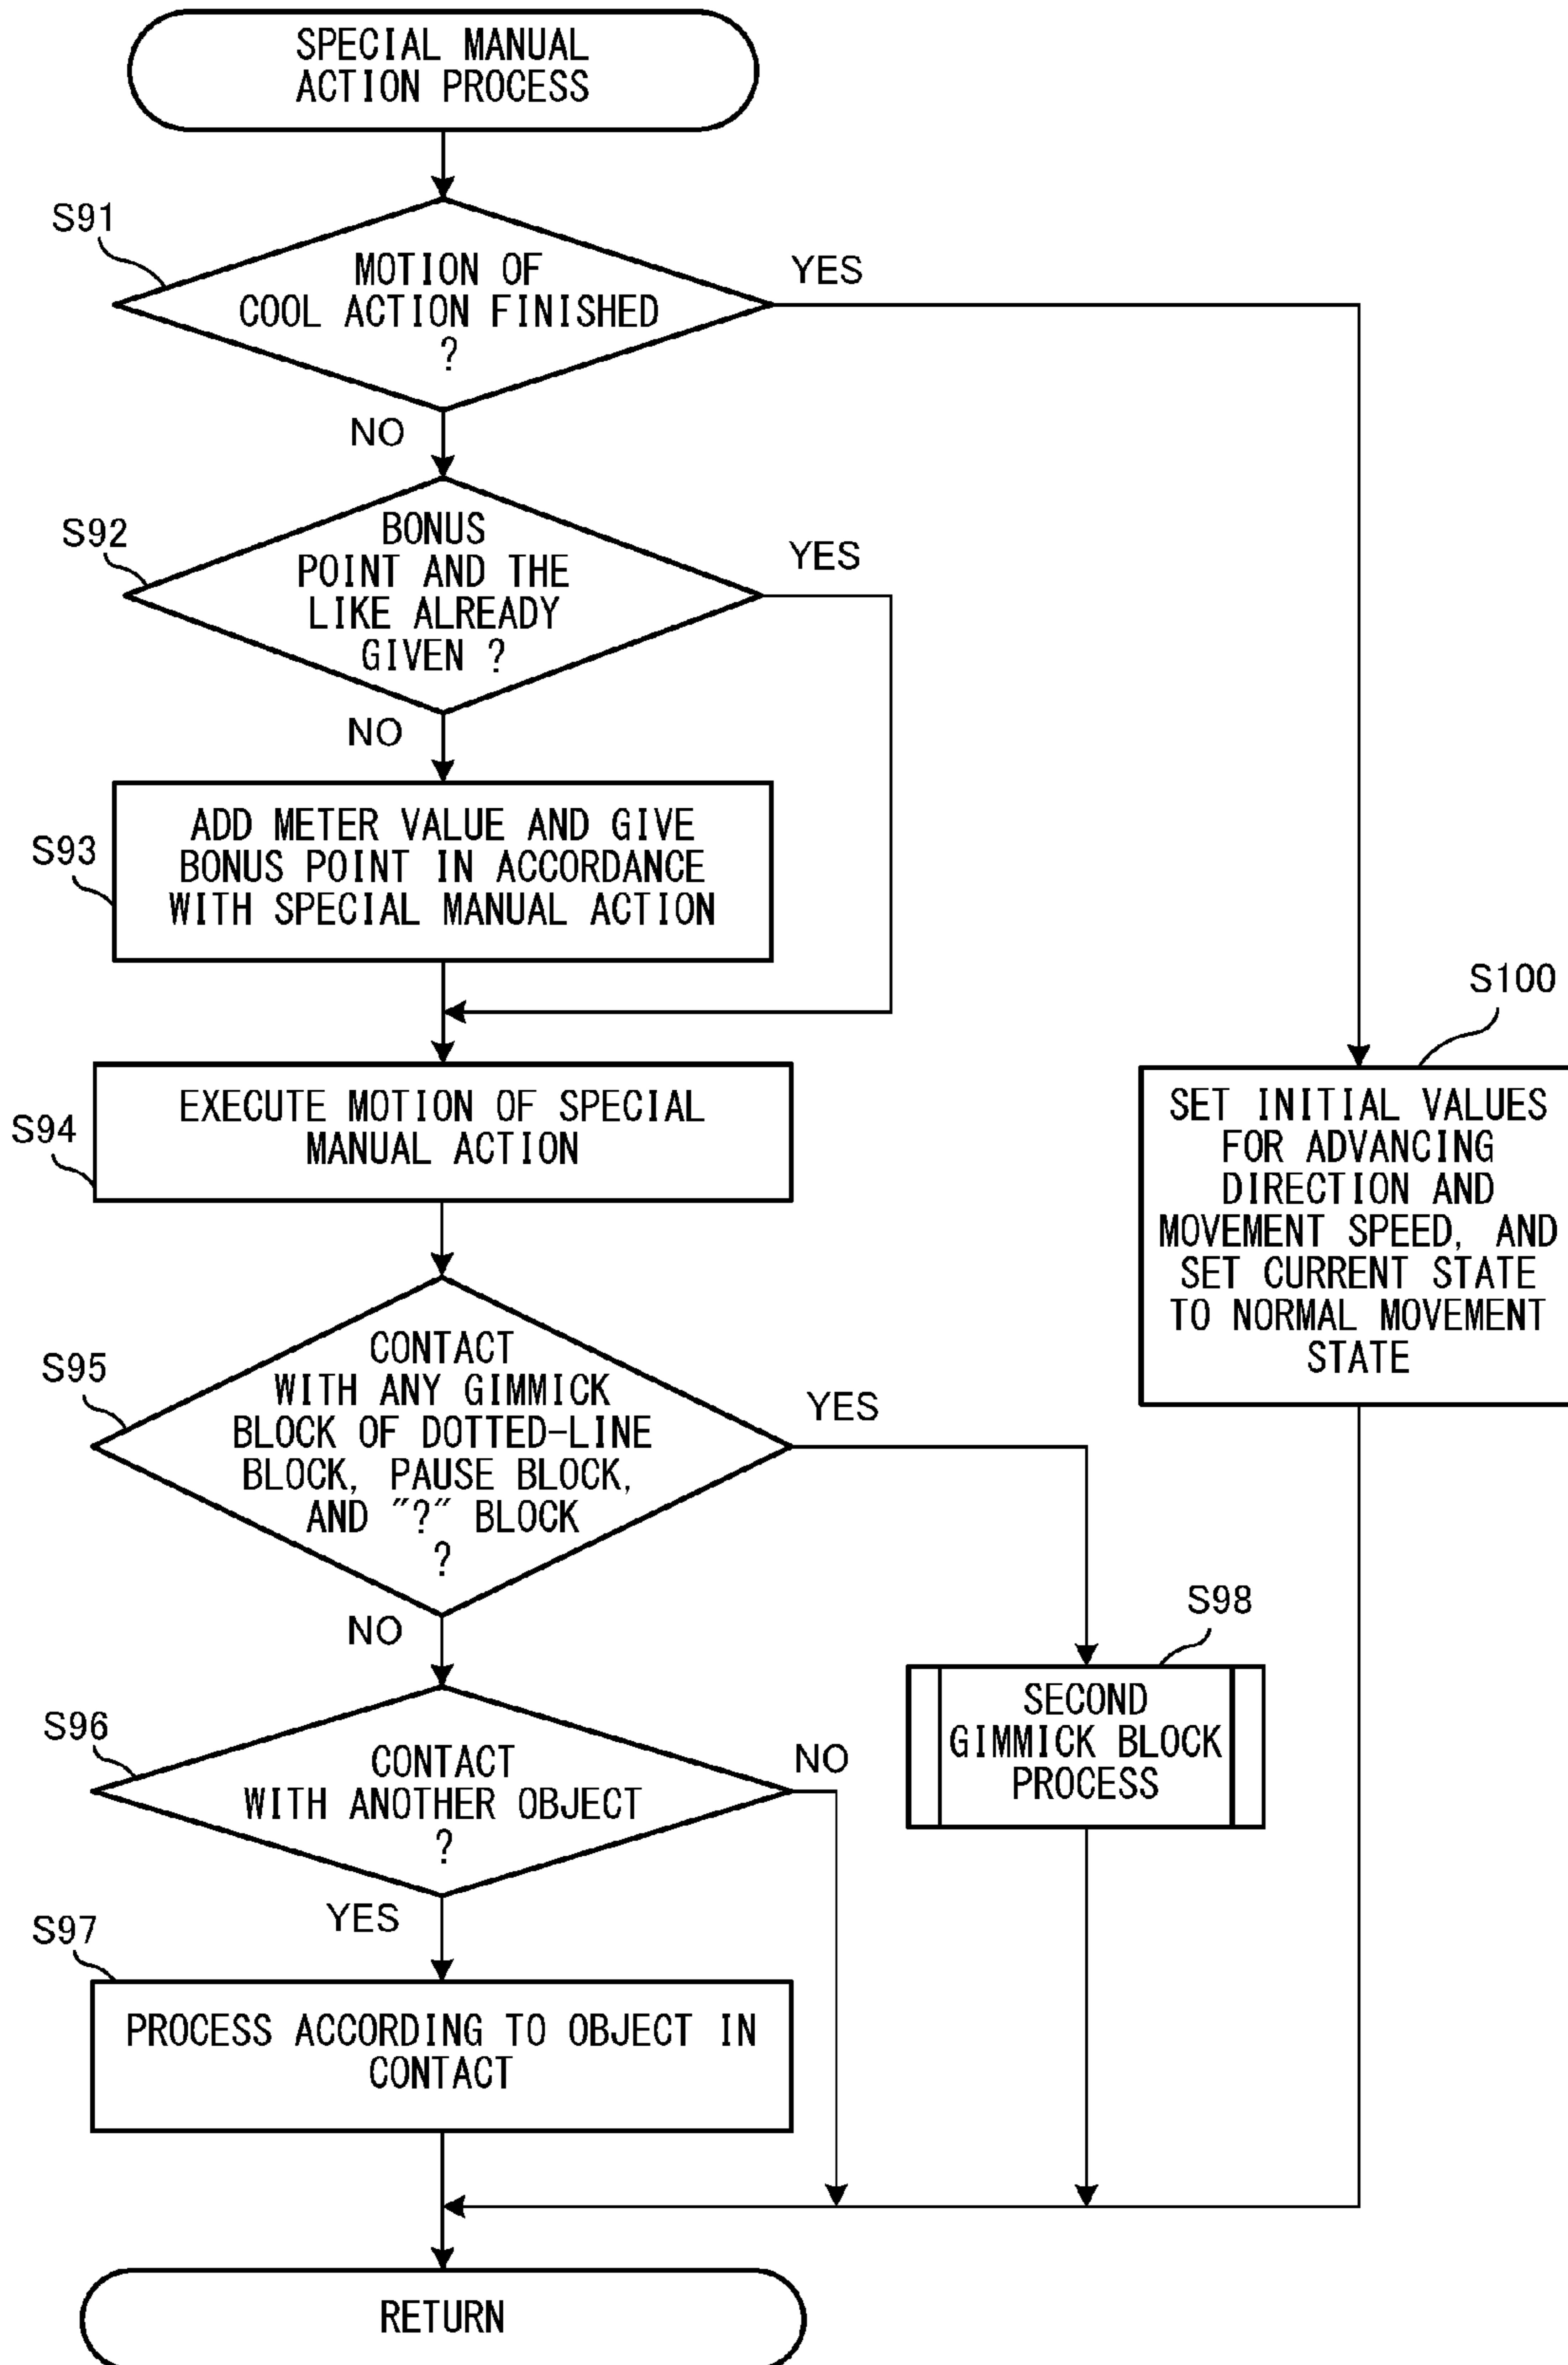 SPECIAL MANUAL
ACTION PROCESS
S91
MOTION OF
COOL ACTION FINISHED
?
YES
NO
S92
BONUS
POINT AND THE
LIKE ALREADY
GIVEN ?
YES
NO
S93
ADD METER VALUE AND GIVE
BONUS POINT IN ACCORDANCE
WITH SPECIAL MANUAL ACTION
S94
EXECUTE MOTION OF SPECIAL
MANUAL ACTION
S100
SET INITIAL VALUES
FOR ADVANCING
DIRECTION AND
MOVEMENT SPEED, AND
SET CURRENT STATE
TO NORMAL MOVEMENT
STATE
S95
CONTACT
WITH ANY GIMMICK
BLOCK OF DOTTED-LINE
BLOCK, PAUSE BLOCK,
AND "?" BLOCK
?
YES
NO
S98
SECOND
GIMMICK BLOCK
PROCESS
S96
CONTACT
WITH ANOTHER OBJECT
?
NO
YES
S97
PROCESS ACCORDING TO OBJECT IN
CONTACT
RETURN